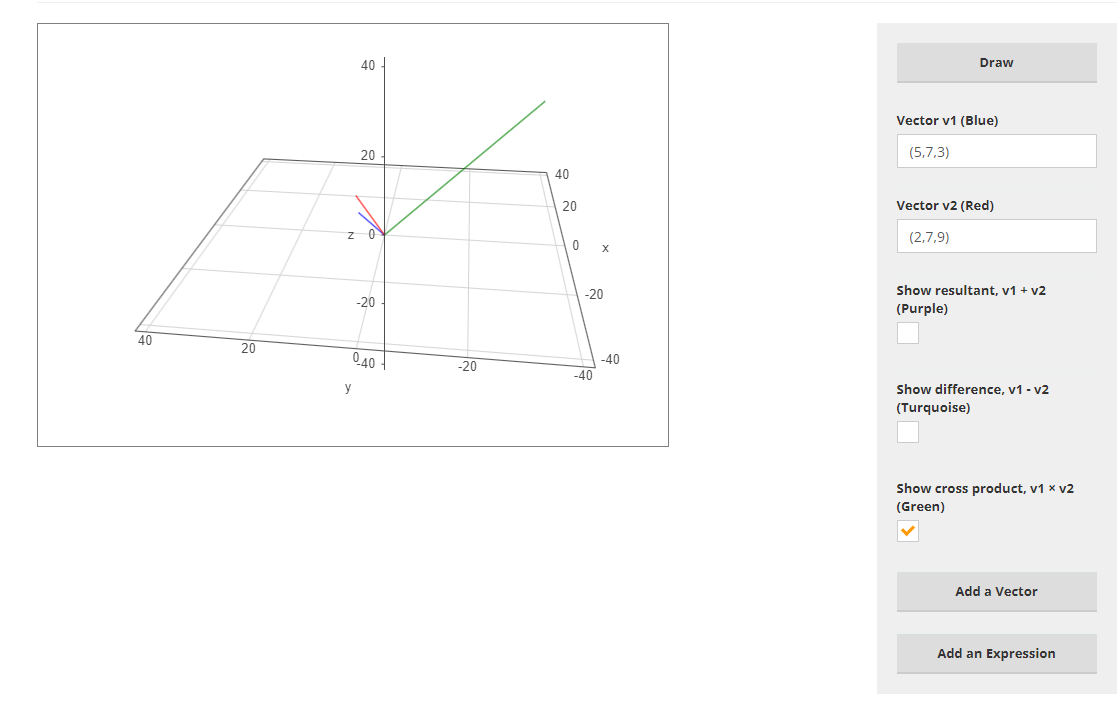 40
20
z 0
-20
-40
40
20
0
-20
-40
x
40
20
0
-20
-40
y
Draw
Vector v1 (Blue)
(5,7,3)
Vector v2 (Red)
(2,7,9)
Show resultant, v1 + v2
(Purple)
Show difference, v1 - v2
(Turquoise)
Show cross product, v1 × v2
(Green)
Add a Vector
Add an Expression